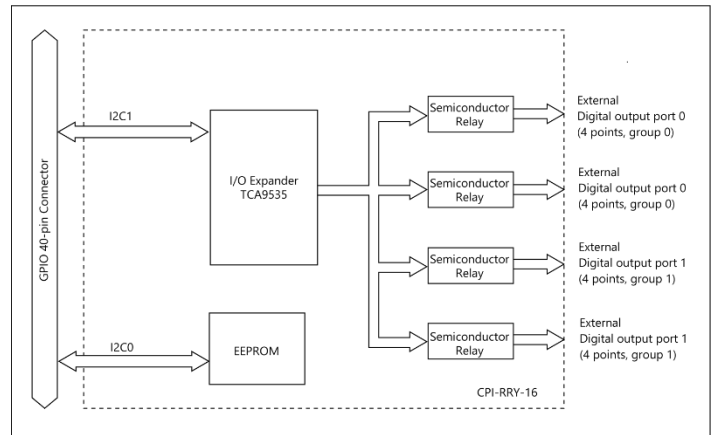 GPIO 40-pin Connector
I2C1
I/O Expander
TCA9535
I2C0
EEPROM
Semiconductor
Relay
External
Digital output port 0
(4 points, group 0)
Semiconductor
Relay
External
Digital output port 0
(4 points, group 0)
Semiconductor
Relay
External
Digital output port 1
(4 points, group 1)
Semiconductor
Relay
External
Digital output port 1
(4 points, group 1)
CPI-RRY-16